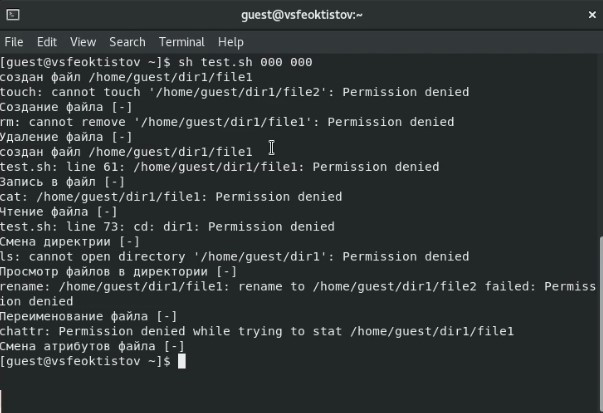 guest@vsfeoktistov:~
File Edit View Search Terminal Help
[guest@vsfeoktistov ~]$ sh test.sh 000 000
создан файл /home/guest/dir1/file1
touch: cannot touch '/home/guest/dir1/file2': Permission denied
Создание файла [-]
rm: cannot remove '/home/guest/dir1/file1': Permission denied
Удаление файла [-]
создан файл /home/guest/dir1/file1
test.sh: line 61: /home/guest/dir1/file1: Permission denied
Запись в файл [-]
cat: /home/guest/dir1/file1: Permission denied
Чтение файла [-]
test.sh: line 73: cd: dir1: Permission denied
Смена директрии [-]
ls: cannot open directory '/home/guest/dir1': Permission denied
Просмотр файлов в директории [-]
rename: /home/guest/dir1/file1: rename to /home/guest/dir1/file2 failed: Permiss
ion denied
Переименование файла [-]
chattr: Permission denied while trying to stat /home/guest/dir1/file1
Смена атрибутов файла [-]
[guest@vsfeoktistov ~]$